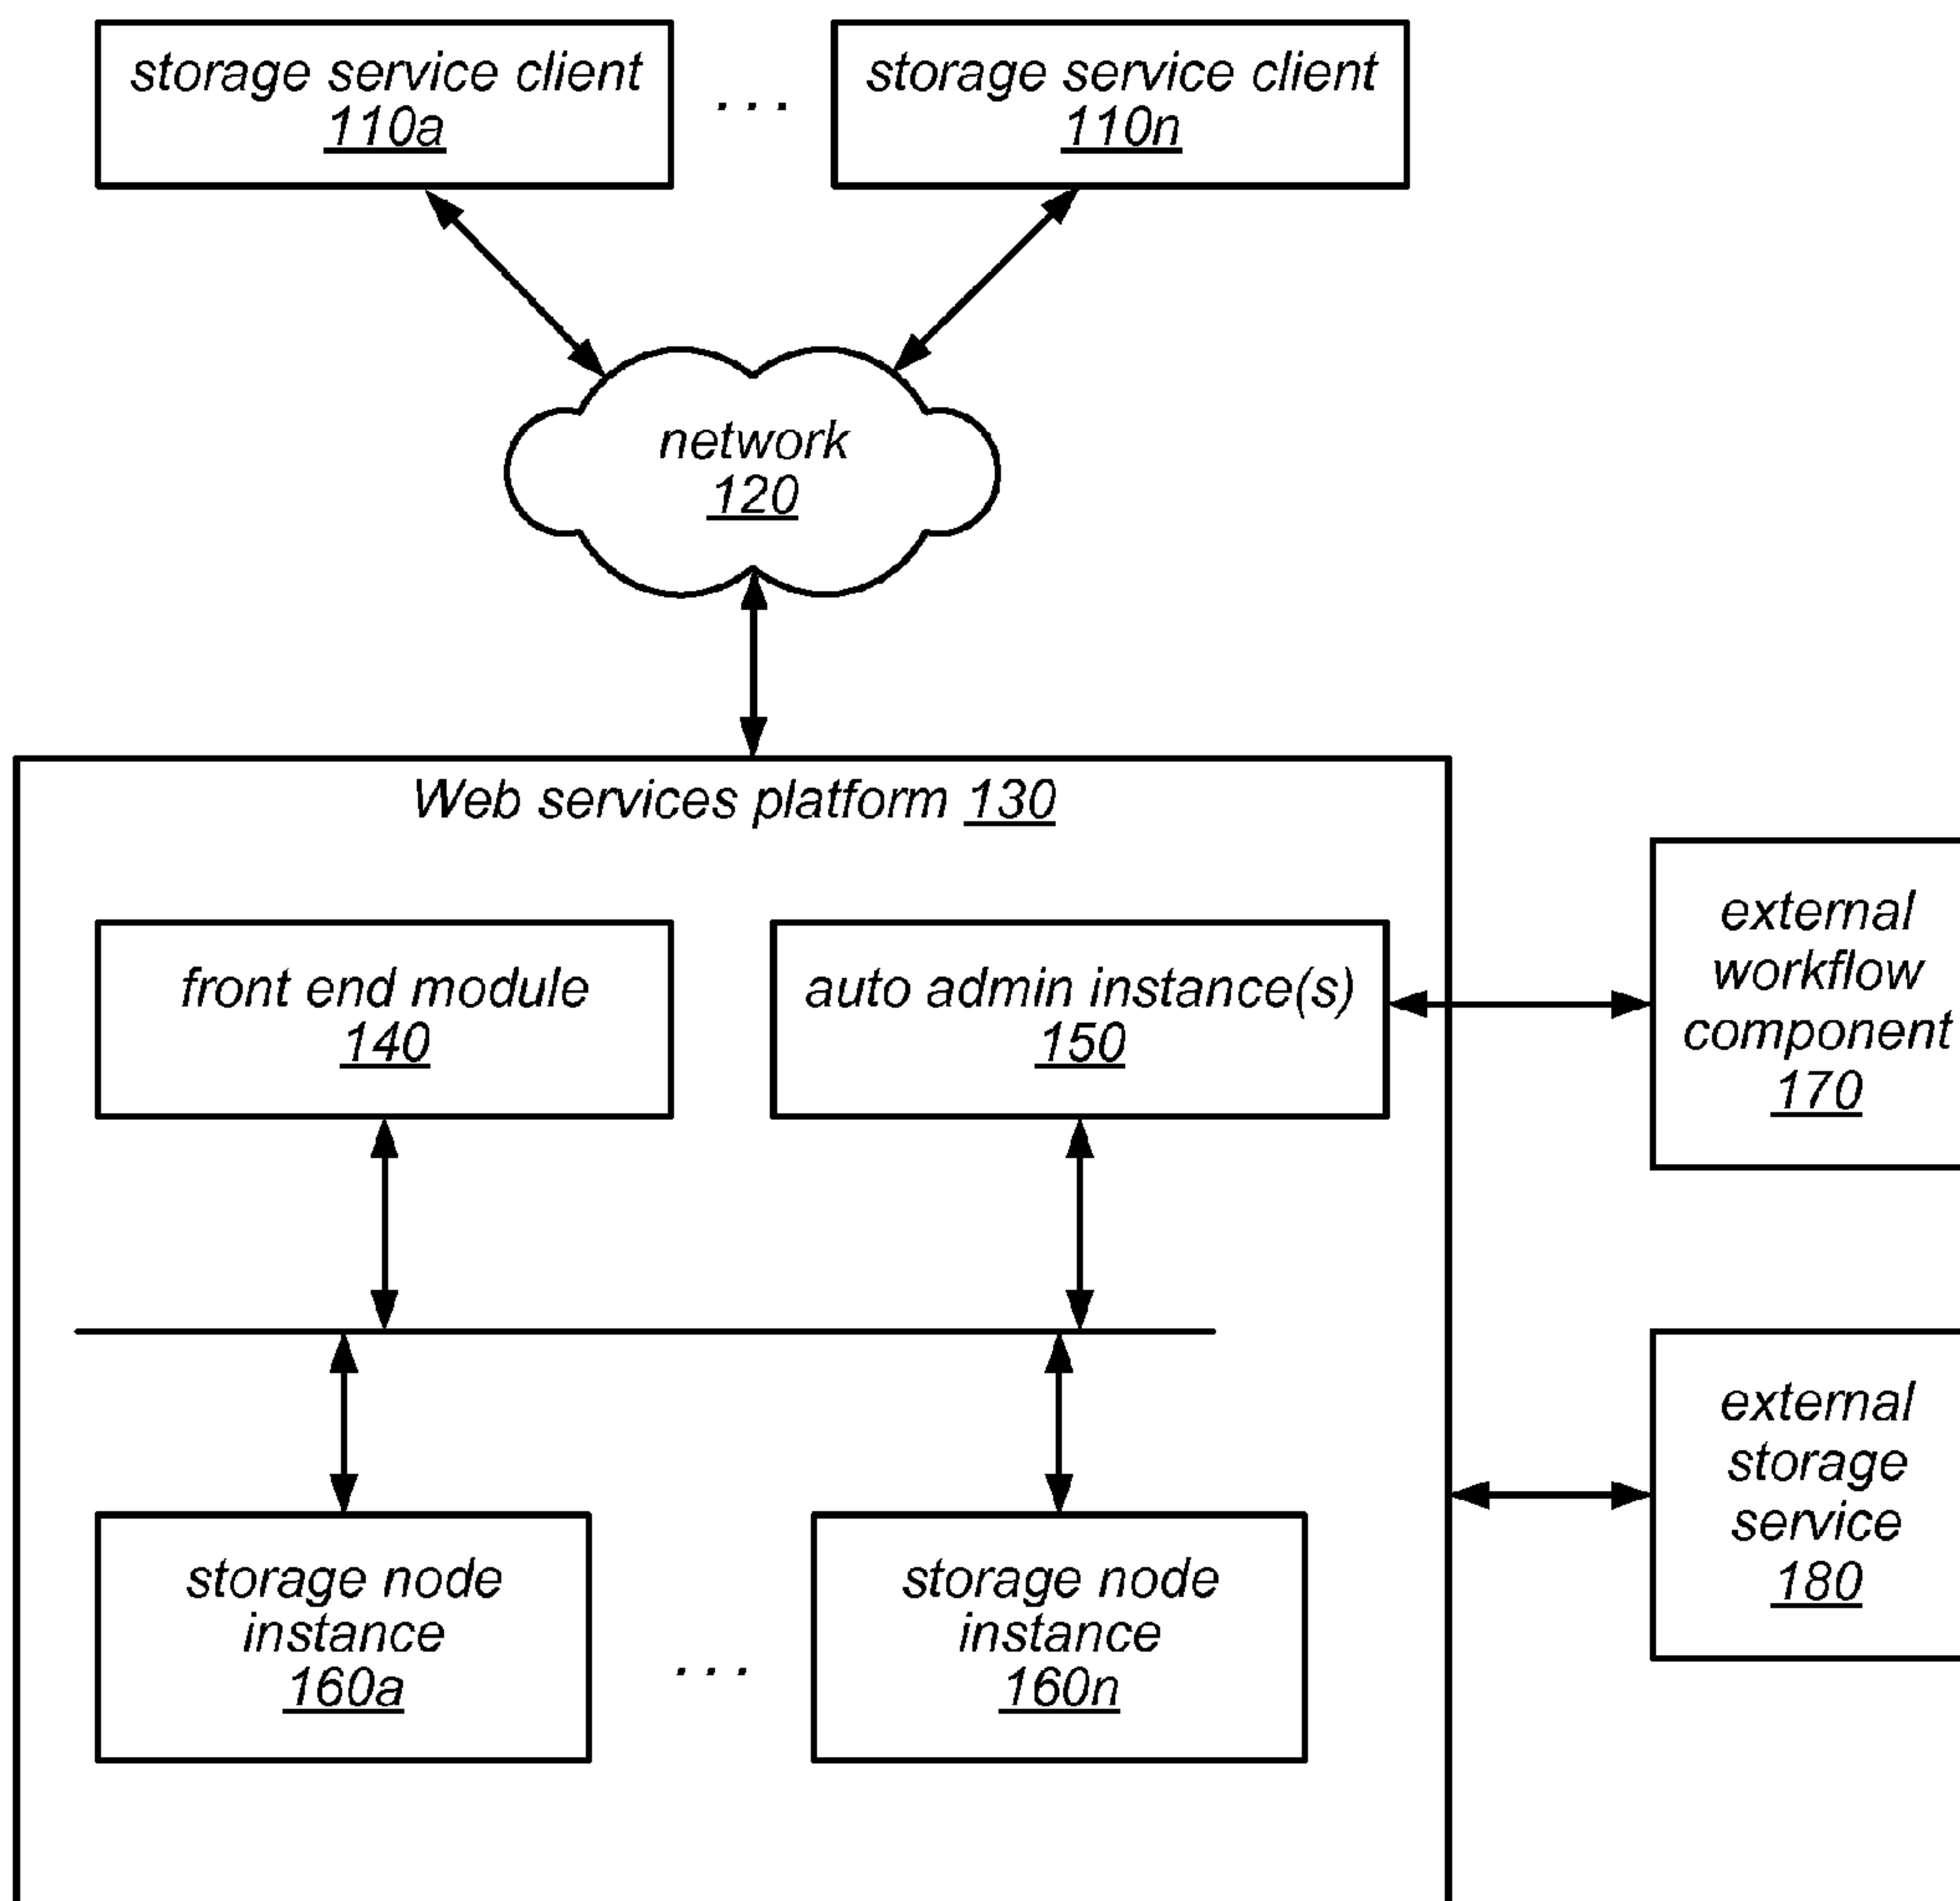 storage service client
110a
. . .
storage service client
110n
network
120
Web services platform 130
front end module
140
auto admin instance(s)
150
external
workflow
component
170
external
storage
service
180
storage node
instance
160a
. . .
storage node
instance
160n